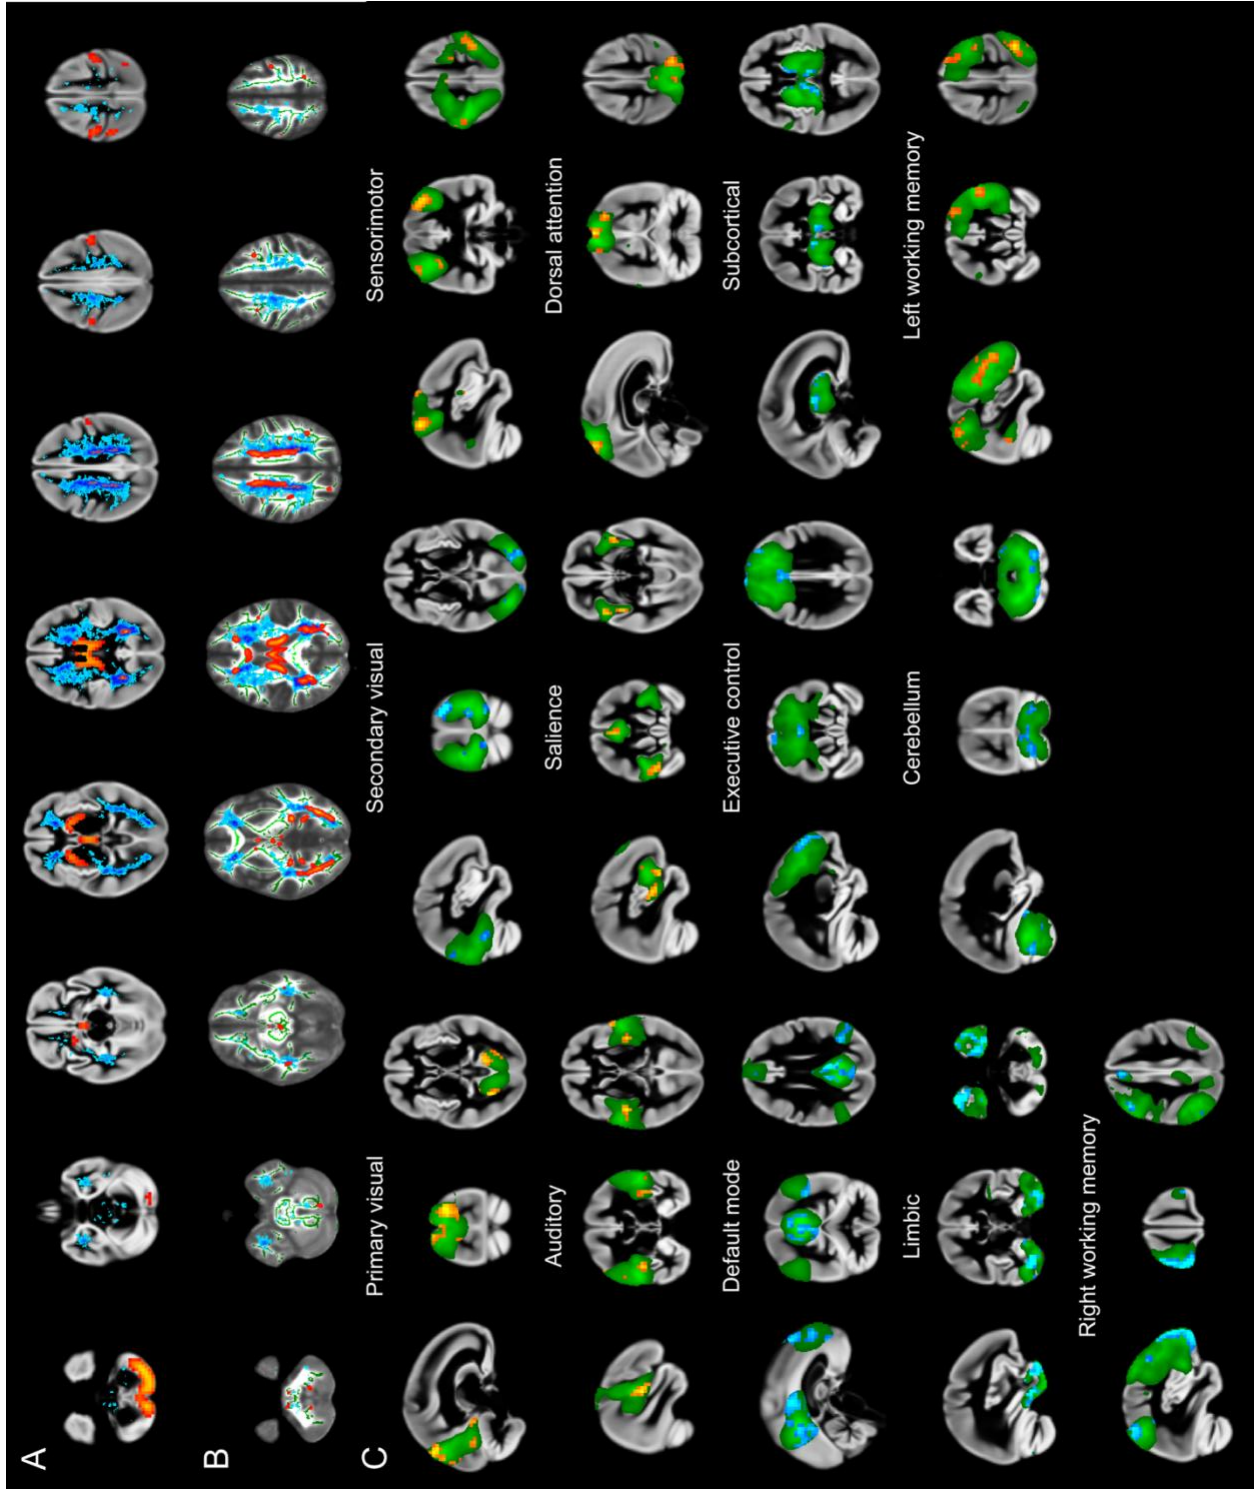 A
B
C
Primary visual
Secondary visual
Sensorimotor
Auditory
Salience
Dorsal attention
Default mode
Executive control
Subcortical
Limbic
Cerebellum
Left working memory
Right working memory